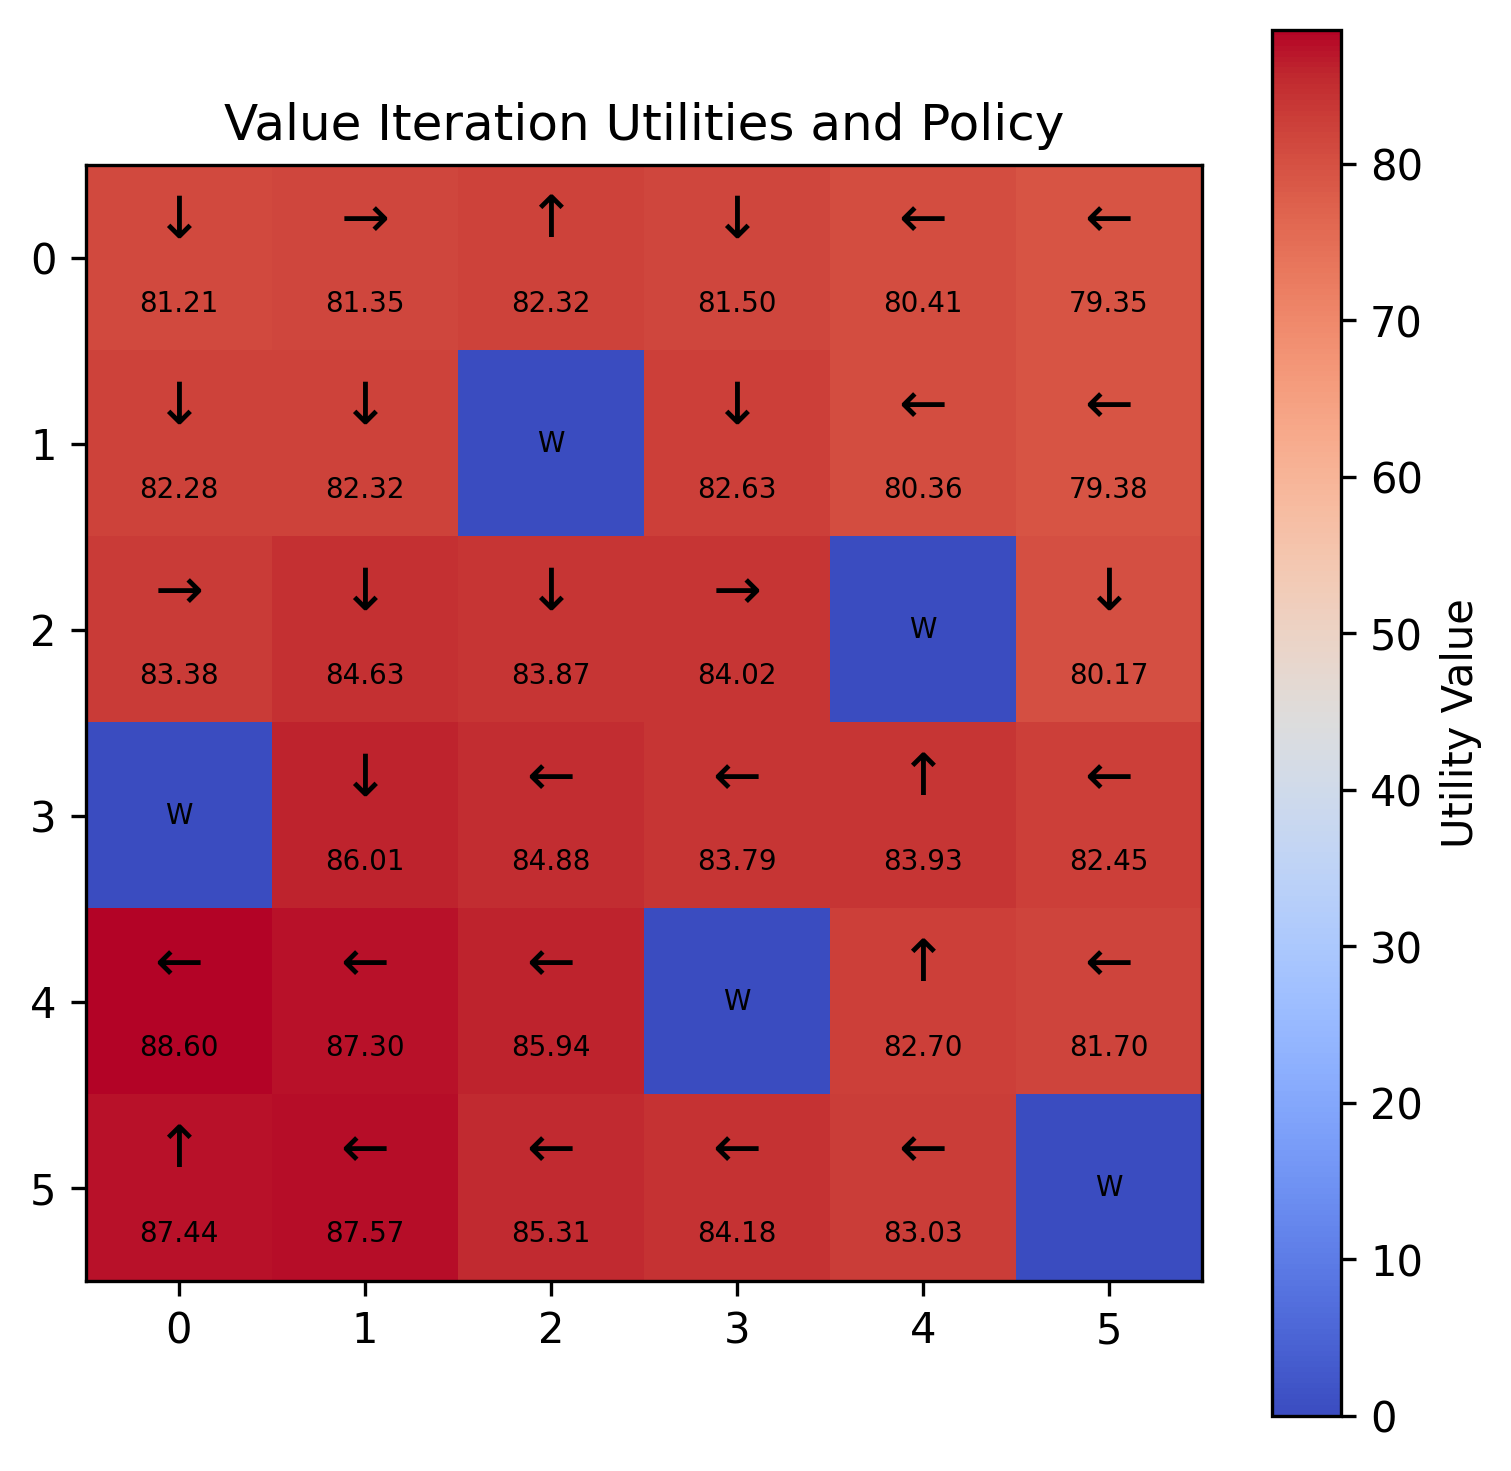 Value Iteration Utilities and Policy
0
↓ → ↑ ↓ ← ←
81.21 81.35 82.32 81.50 80.41 79.35
1
↓ ↓ W ↓ ← ←
82.28 82.32 82.63 80.36 79.38
2
→ ↓ ↓ → W ↓
83.38 84.63 83.87 84.02 80.17
3
W ↓ ← ← ↑ ←
86.01 84.88 83.79 83.93 82.45
4
← ← ← W ↑ ←
88.60 87.30 85.94 82.70 81.70
5
↑ ← ← ← ← W
87.44 87.57 85.31 84.18 83.03
0 1 2 3 4 5
80
70
60
50
40
30
20
10
0
Utility Value